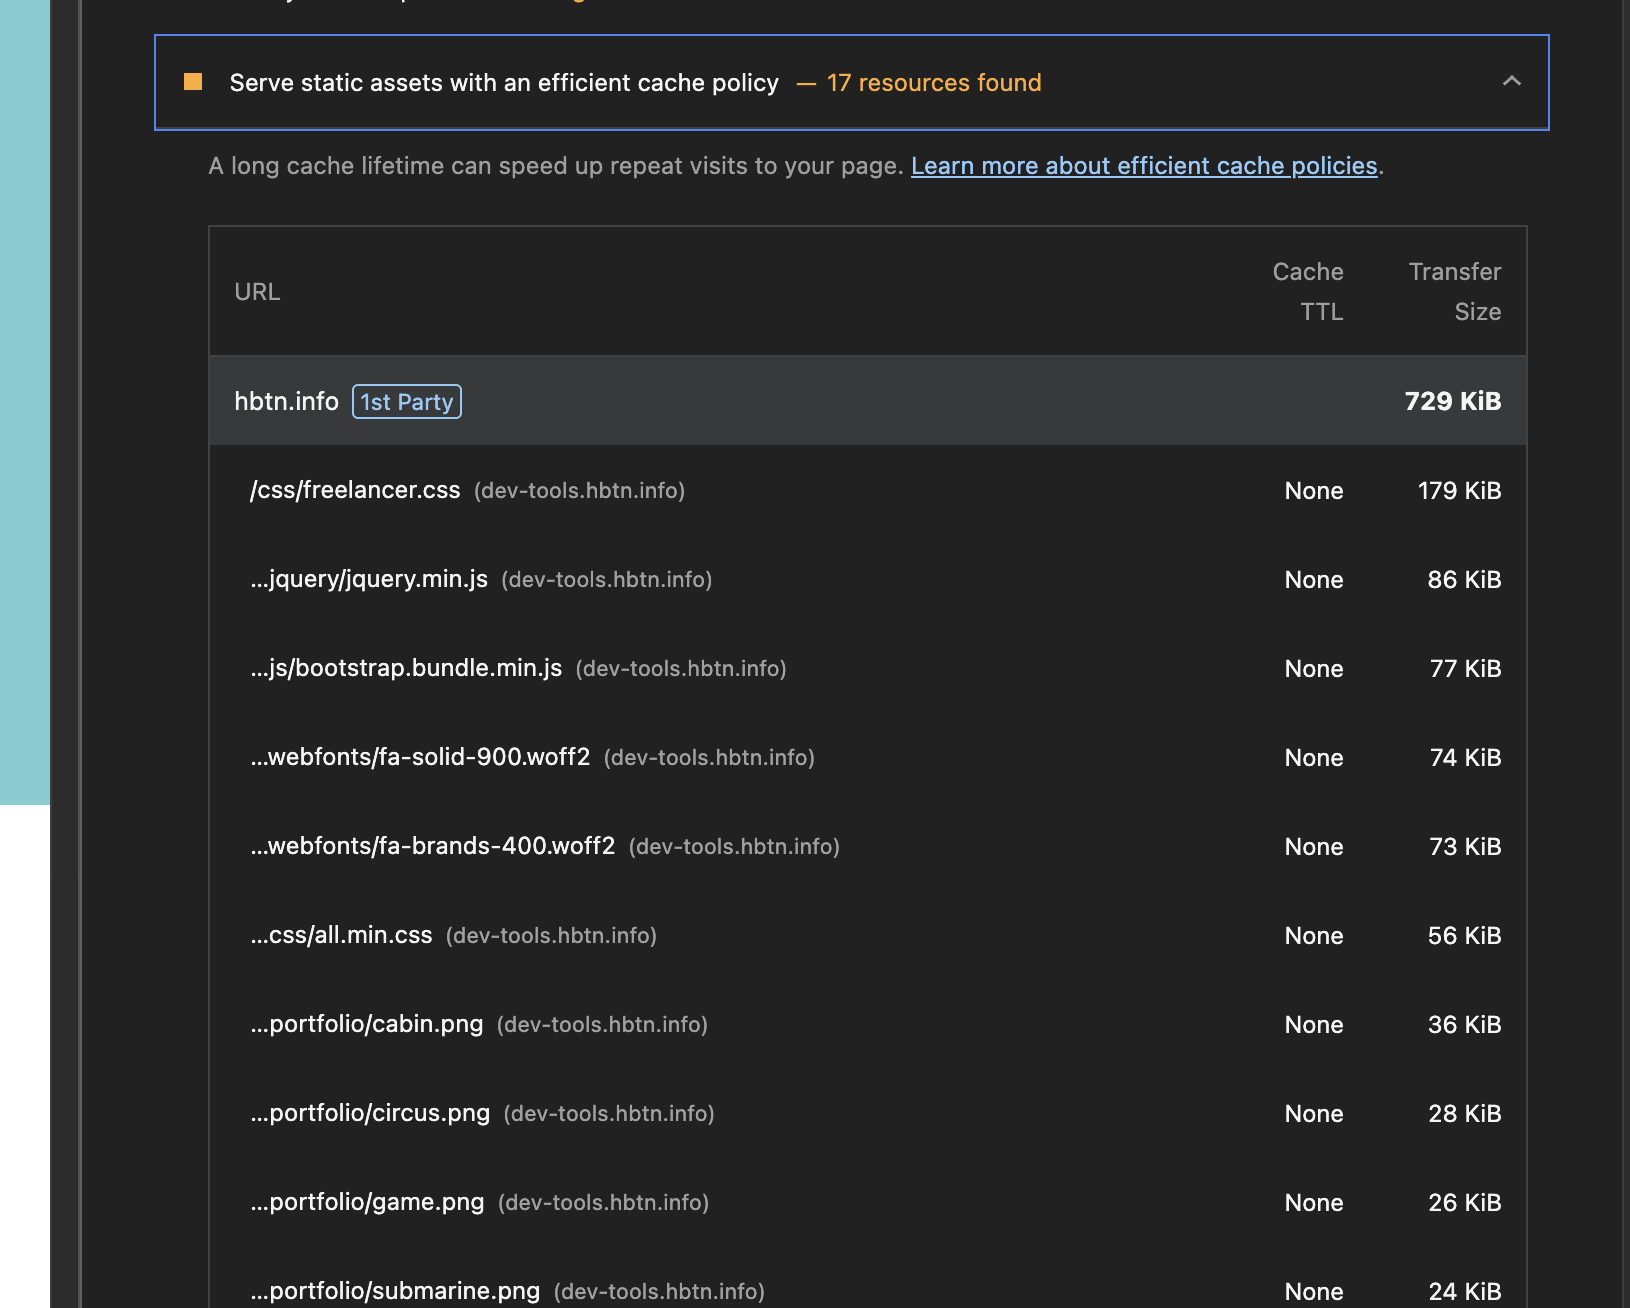 Serve static assets with an efficient cache policy — 17 resources found
A long cache lifetime can speed up repeat visits to your page. Learn more about efficient cache policies.
URL Cache TTL Transfer Size
hbtn.info 1st Party 729 KiB
/css/freelancer.css (dev-tools.hbtn.info) None 179 KiB
…jquery/jquery.min.js (dev-tools.hbtn.info) None 86 KiB
…js/bootstrap.bundle.min.js (dev-tools.hbtn.info) None 77 KiB
…webfonts/fa-solid-900.woff2 (dev-tools.hbtn.info) None 74 KiB
…webfonts/fa-brands-400.woff2 (dev-tools.hbtn.info) None 73 KiB
…css/all.min.css (dev-tools.hbtn.info) None 56 KiB
…portfolio/cabin.png (dev-tools.hbtn.info) None 36 KiB
…portfolio/circus.png (dev-tools.hbtn.info) None 28 KiB
…portfolio/game.png (dev-tools.hbtn.info) None 26 KiB
…portfolio/submarine.png (dev-tools.hbtn.info) None 24 KiB